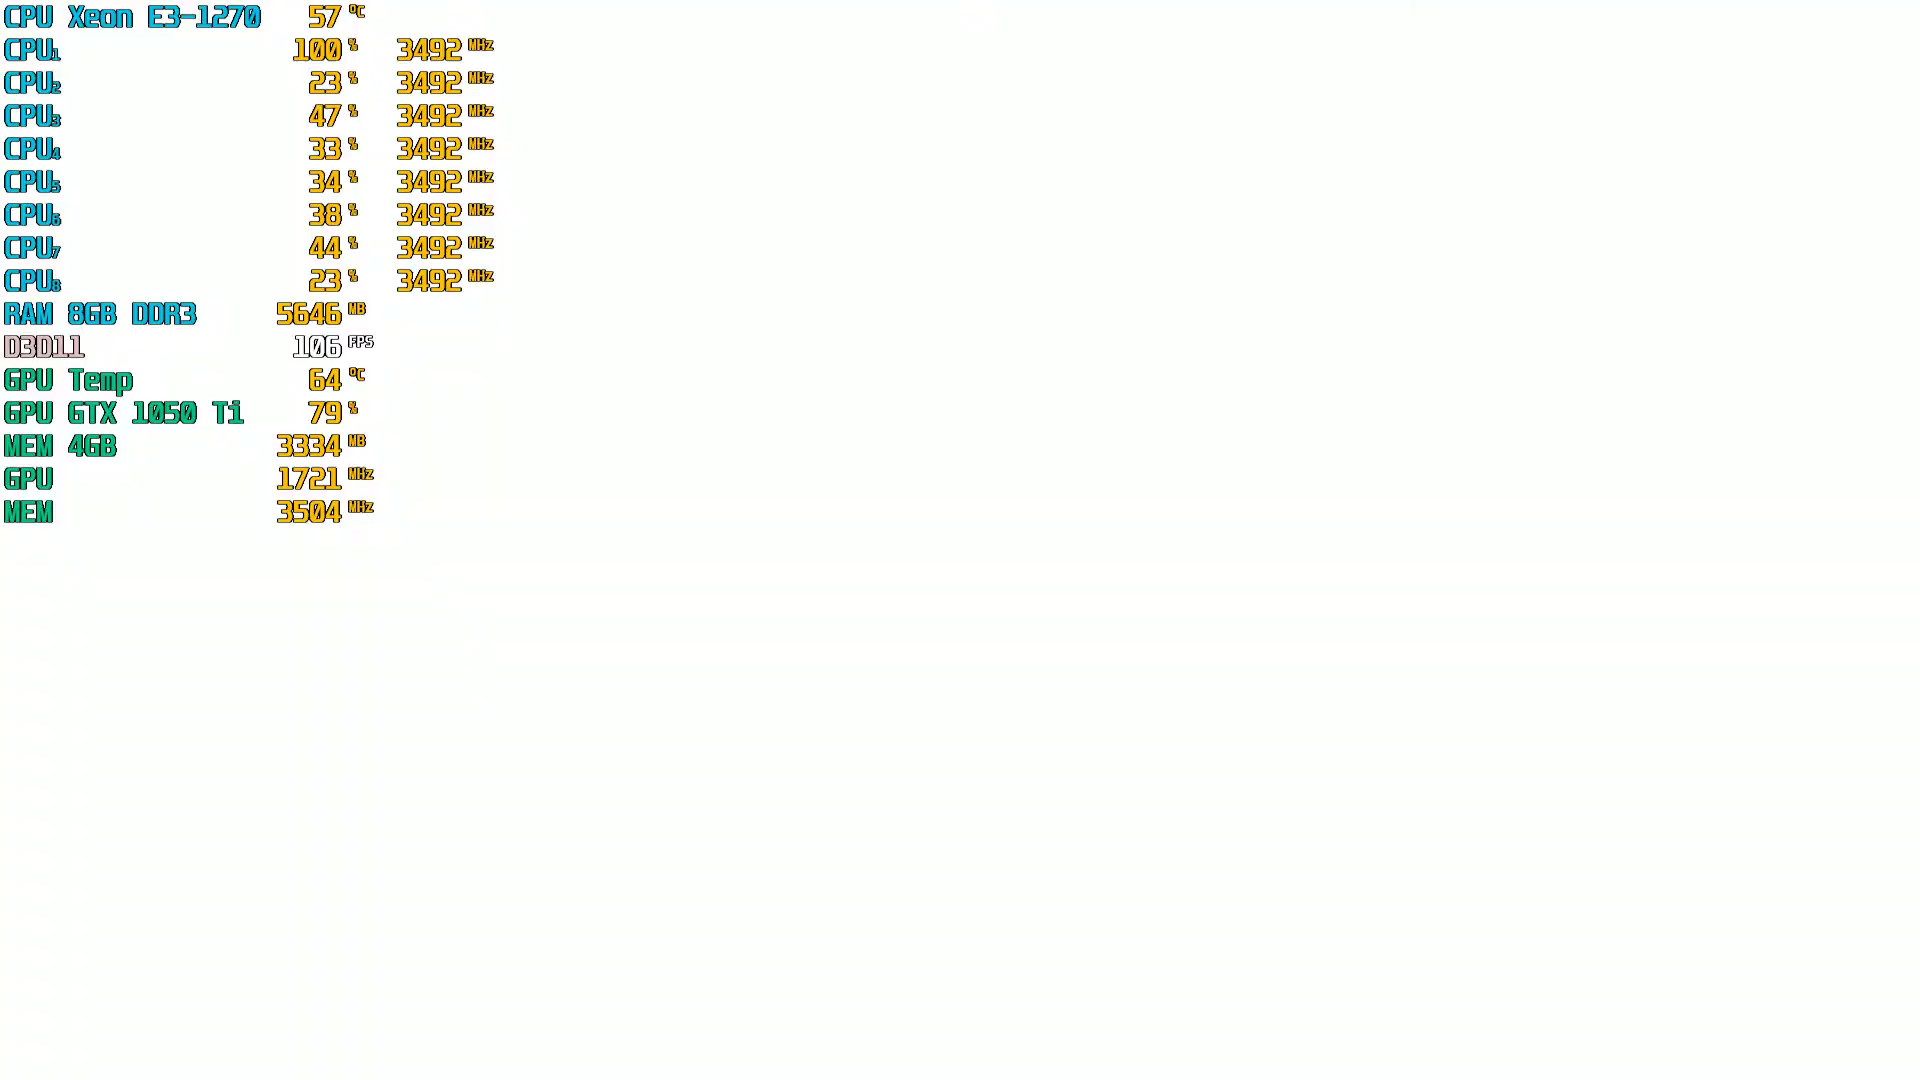 CPU Xeon E3-1270 57 °C
CPU1 100 % 3492 MHz
CPU2 23 % 3492 MHz
CPU3 47 % 3492 MHz
CPU4 33 % 3492 MHz
CPU5 34 % 3492 MHz
CPU6 38 % 3492 MHz
CPU7 44 % 3492 MHz
CPU8 23 % 3492 MHz
RAM 8GB DDR3 5646 MB
D3D11 106 FPS
GPU Temp 64 °C
GPU GTX 1050 Ti 79 %
MEM 4GB 3334 MB
GPU 1721 MHz
MEM 3504 MHz